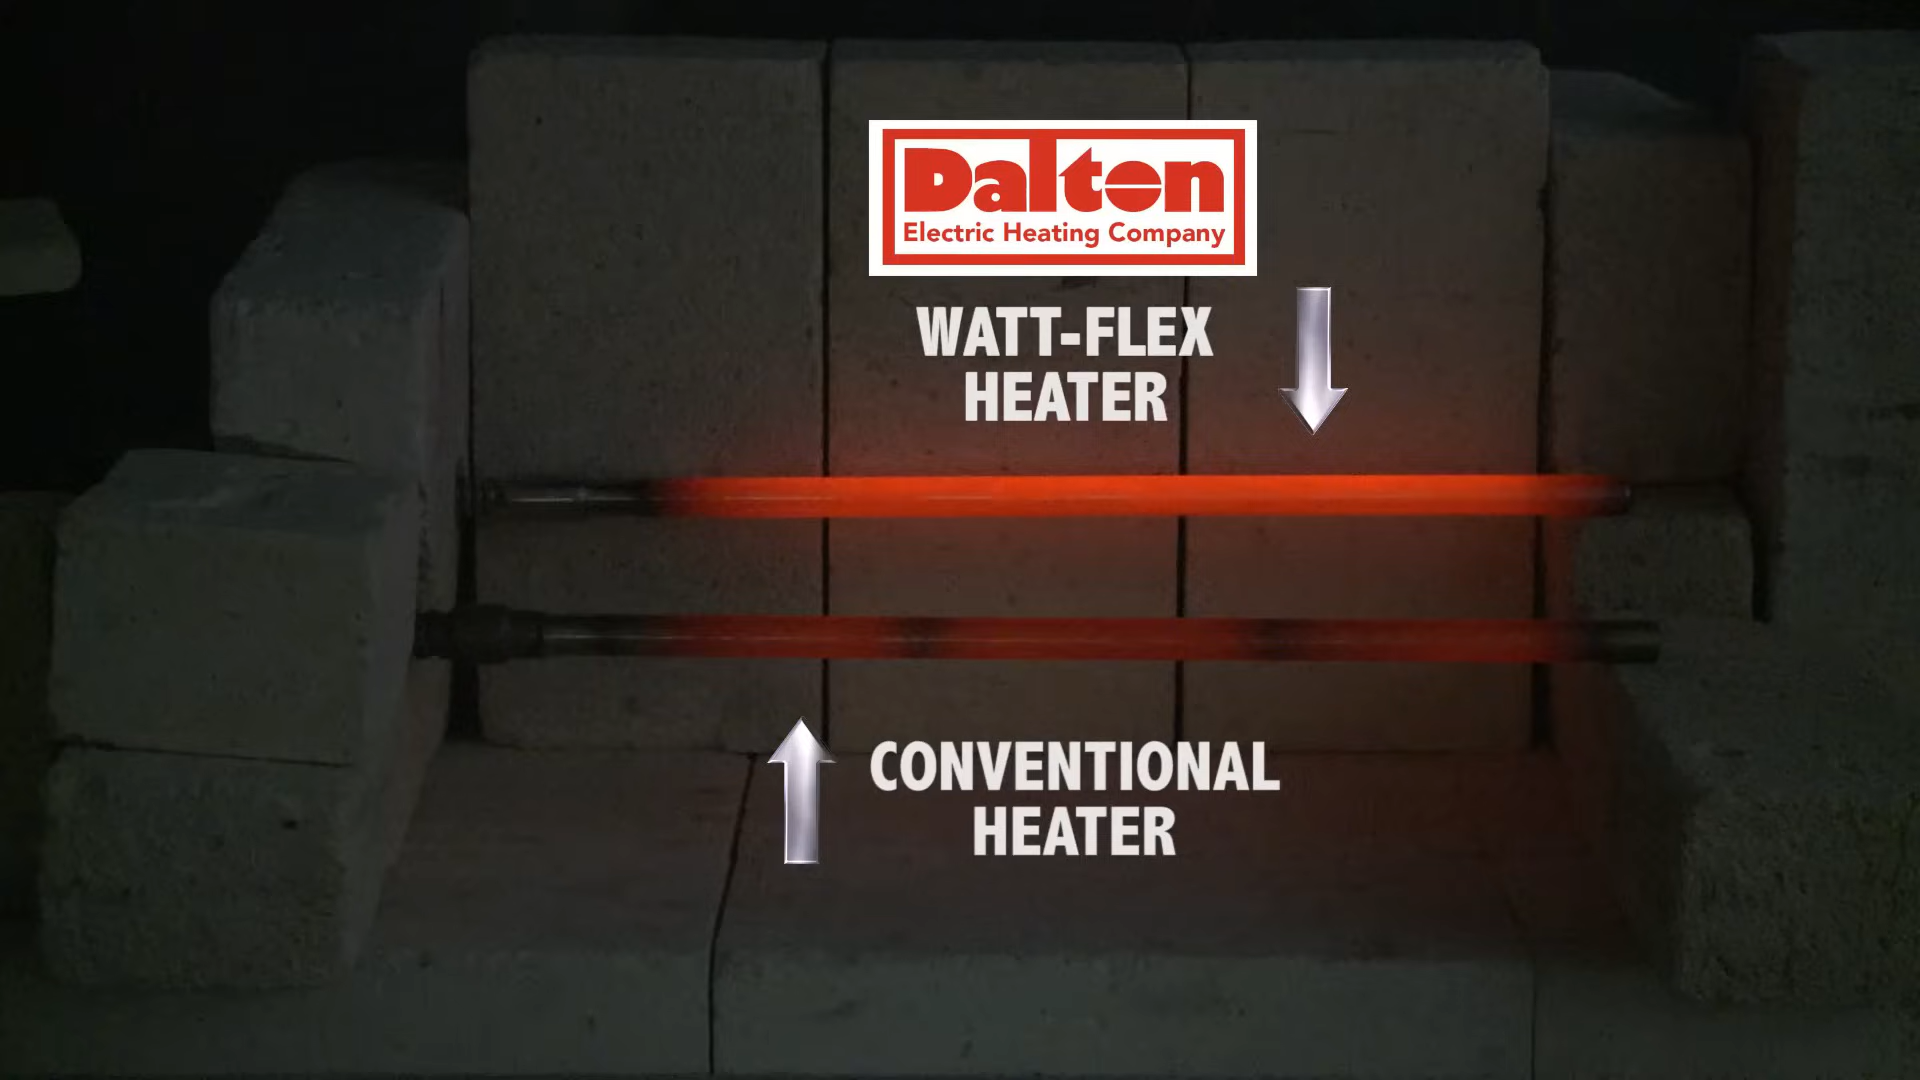 Dalton
Electric Heating Company
WATT-FLEX
HEATER
CONVENTIONAL
HEATER